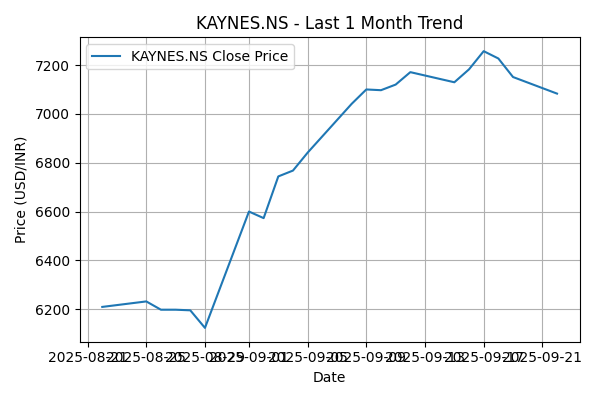 KAYNES.NS - Last 1 Month Trend
KAYNES.NS Close Price
Price (USD/INR)
7200
7000
6800
6600
6400
6200
2025-08-21 2025-08-25 2025-08-29 2025-09-01 2025-09-05 2025-09-09 2025-09-13 2025-09-17 2025-09-21
Date